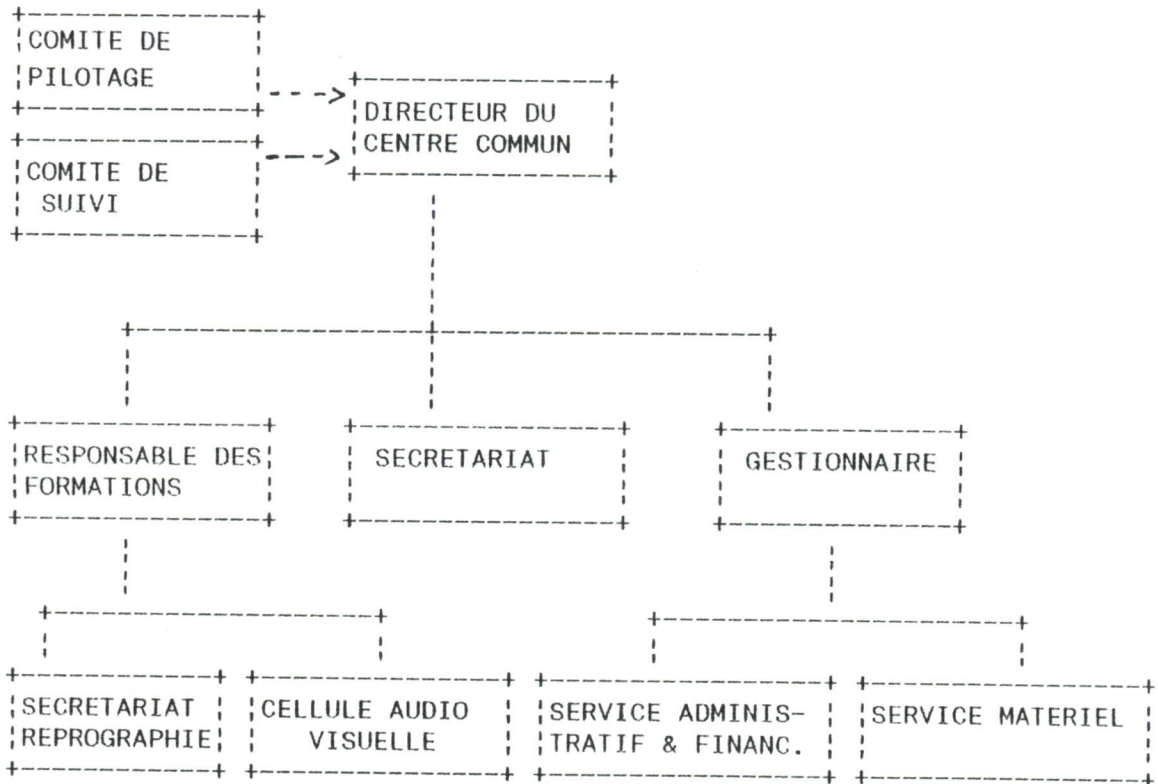 COMITE DE
PILOTAGE
DIRECTEUR DU
CENTRE COMMUN
COMITE DE
SUIVI
RESPONSABLE DES
FORMATIONS
SECRETARIAT
GESTIONNAIRE
SECRETARIAT
REPROGRAPHIE
CELLULE AUDIO
VISUELLE
SERVICE ADMINIS-
TRATIF & FINANC.
SERVICE MATERIEL